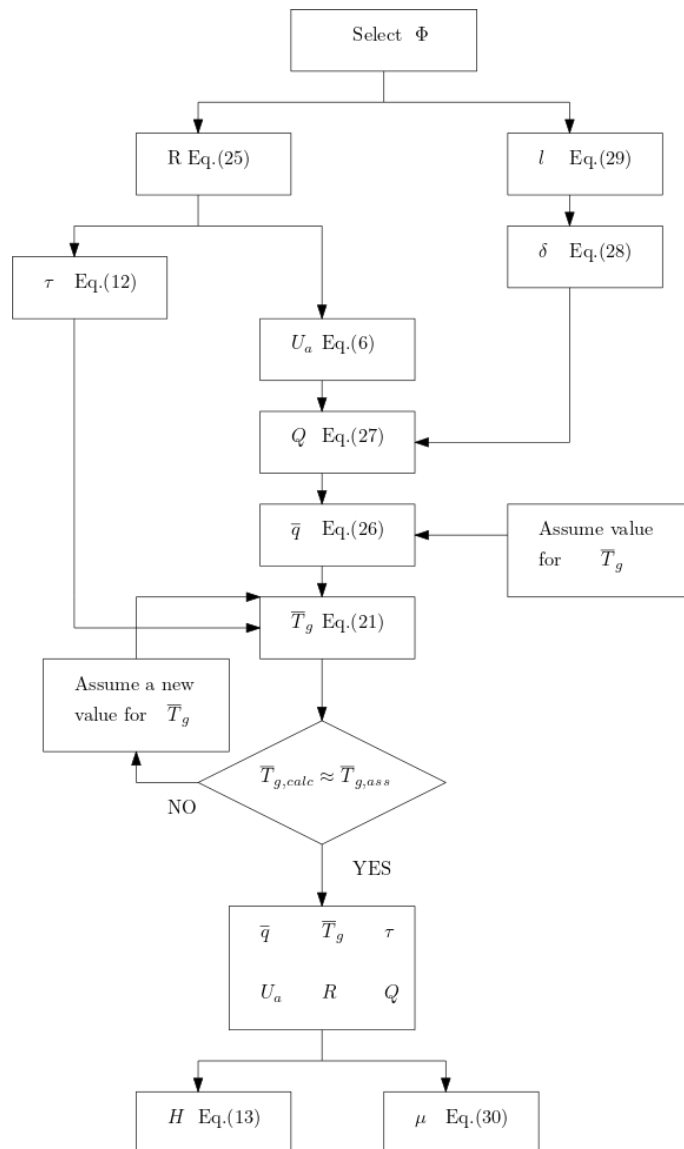 Select Φ
R Eq.(25)
l Eq.(29)
τ Eq.(12)
δ Eq.(28)
U_a Eq.(6)
Q Eq.(27)
q̅ Eq.(26)
Assume value
for T̅_g
T̅_g Eq.(21)
Assume a new
value for T̅_g
T̅_{g,calc} ≈ T̅_{g,ass}
NO
YES
q̅ T̅_g τ
U_a R Q
H Eq.(13)
μ Eq.(30)